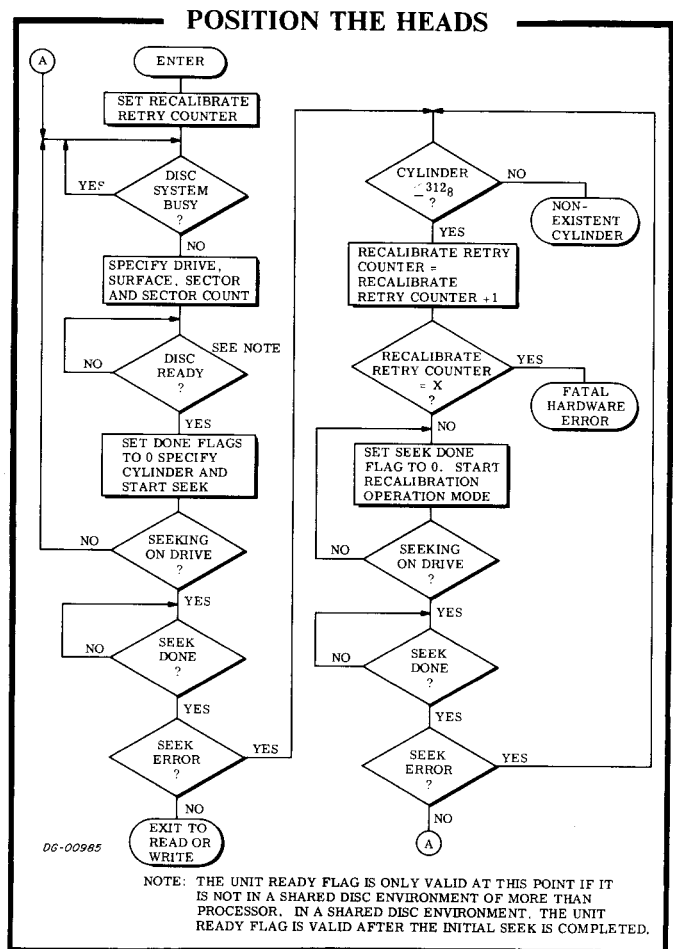 POSITION THE HEADS
A
ENTER
SET RECALIBRATE
RETRY COUNTER
DISC
SYSTEM
BUSY
?
YES
NO
SPECIFY DRIVE,
SURFACE, SECTOR
AND SECTOR COUNT
SEE NOTE
DISC
READY
?
NO
YES
SET DONE FLAGS
TO 0 SPECIFY
CYLINDER AND
START SEEK
SEEKING
ON DRIVE
?
NO
YES
SEEK
DONE
?
NO
YES
SEEK
ERROR
?
YES
NO
EXIT TO
READ OR
WRITE
CYLINDER
≤ 312₈
?
NO
NON-
EXISTENT
CYLINDER
YES
RECALIBRATE RETRY
COUNTER =
RECALIBRATE
RETRY COUNTER +1
RECALIBRATE
RETRY COUNTER
= X
?
YES
FATAL
HARDWARE
ERROR
NO
SET SEEK DONE
FLAG TO 0. START
RECALIBRATION
OPERATION MODE
SEEKING
ON DRIVE
?
NO
YES
SEEK
DONE
?
NO
YES
SEEK
ERROR
?
YES
NO
A
DG-00985
NOTE: THE UNIT READY FLAG IS ONLY VALID AT THIS POINT IF IT
IS NOT IN A SHARED DISC ENVIRONMENT OF MORE THAN
PROCESSOR. IN A SHARED DISC ENVIRONMENT, THE UNIT
READY FLAG IS VALID AFTER THE INITIAL SEEK IS COMPLETED.